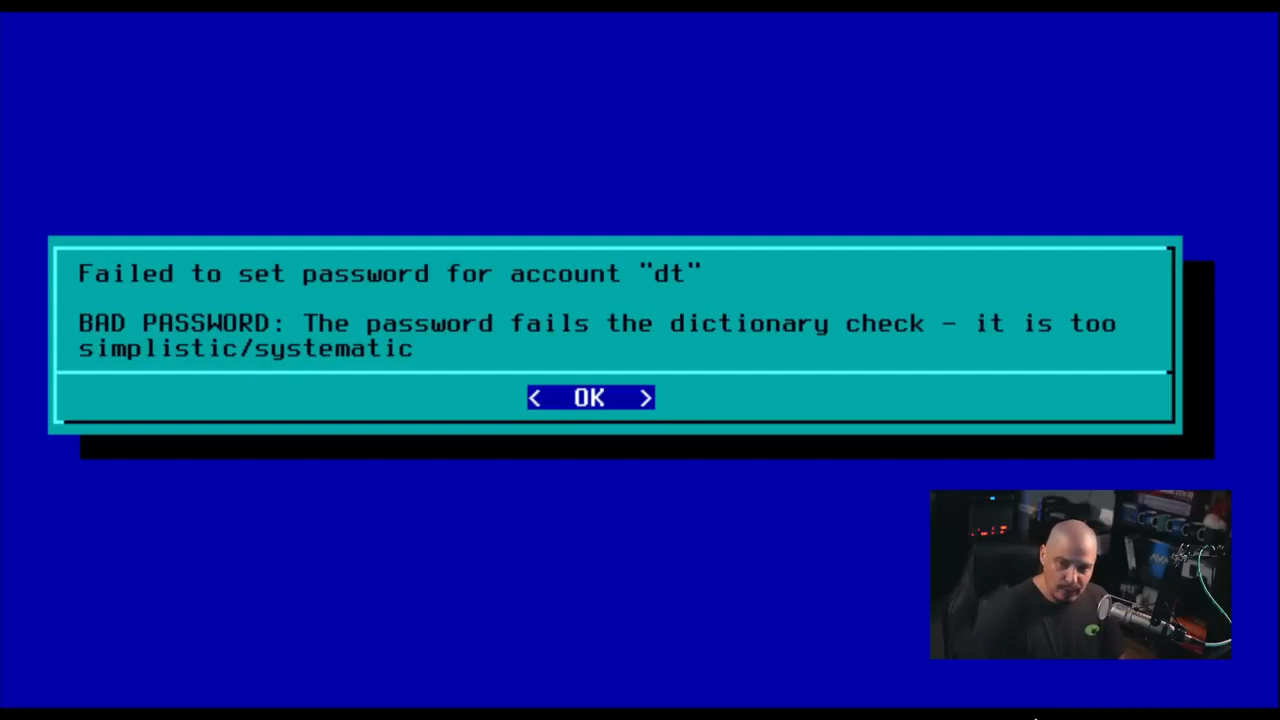 Failed to set password for account "dt"
BAD PASSWORD: The password fails the dictionary check - it is too
simplistic/systematic
< OK >